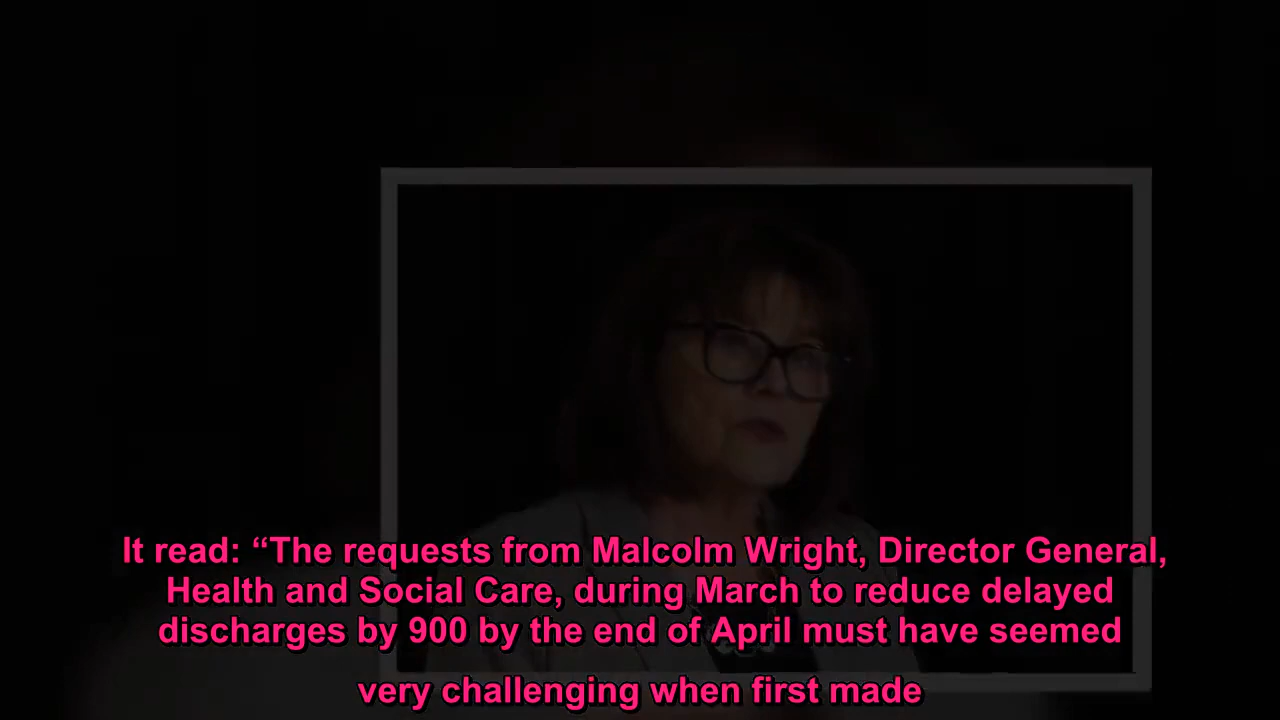 It read: “The requests from Malcolm Wright, Director General,
Health and Social Care, during March to reduce delayed
discharges by 900 by the end of April must have seemed
very challenging when first made